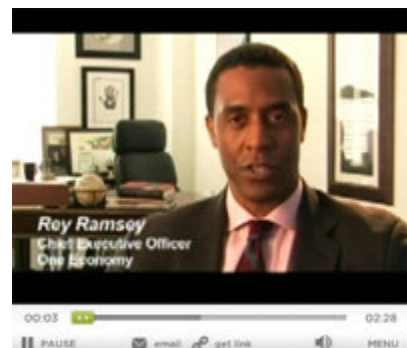 Rey Ramsey
Chief Executive Officer
One Economy
00:03 02:28
PAUSE email get link MENU